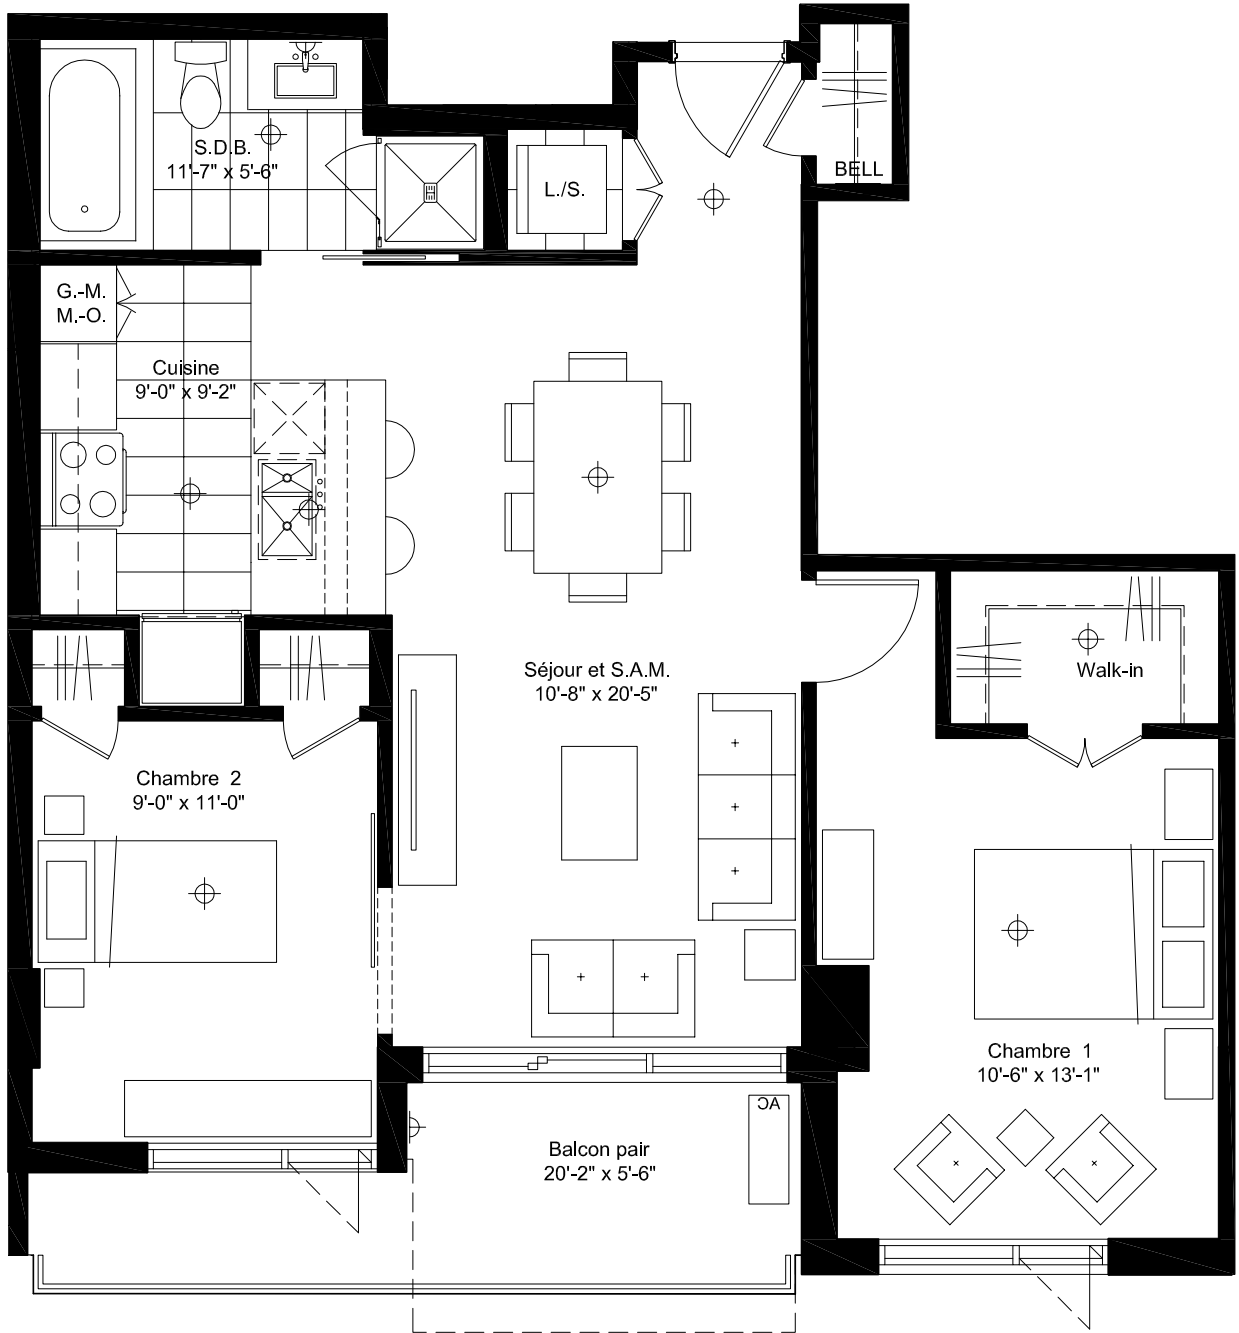 S.D.B.
11'-7" x 5'-6"
L./S.
BELL
G.-M.
M.-O.
Cuisine
9'-0" x 9'-2"
Séjour et S.A.M.
10'-8" x 20'-5"
Walk-in
Chambre 2
9'-0" x 11'-0"
Chambre 1
10'-6" x 13'-1"
AC
Balcon pair
20'-2" x 5'-6"